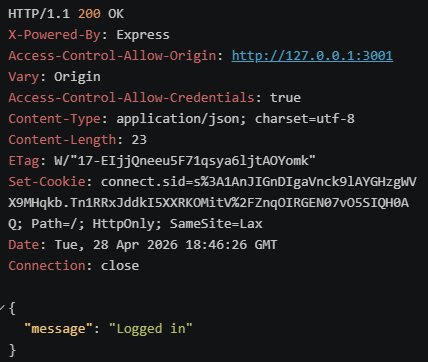 HTTP/1.1 200 OK
X-Powered-By: Express
Access-Control-Allow-Origin: http://127.0.0.1:3001
Vary: Origin
Access-Control-Allow-Credentials: true
Content-Type: application/json; charset=utf-8
Content-Length: 23
ETag: W/"17-EIjjQneeu5F71qsya6ljtAOYomk"
Set-Cookie: connect.sid=s%3A1AnJIGnDIgaVnck9lAYGHzgWV
X9MHqkb.Tn1RRxJddkI5XXRKOMitV%2FZnqOIRGEN07vO5SIQH0A
Q; Path=/; HttpOnly; SameSite=Lax
Date: Tue, 28 Apr 2026 18:46:26 GMT
Connection: close
{
"message": "Logged in"
}